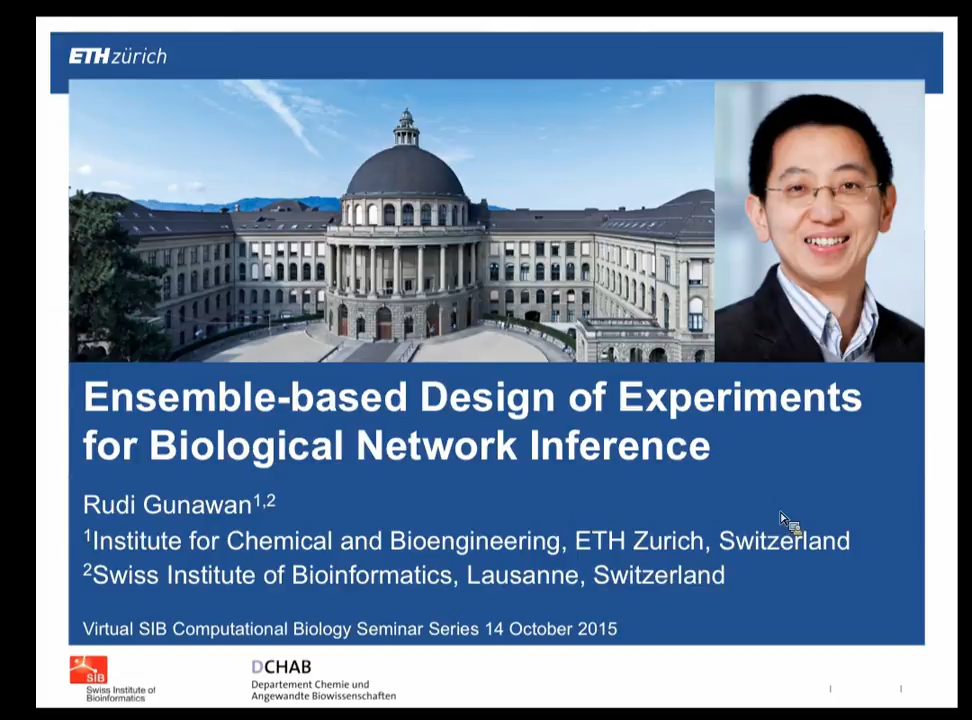 ETH zürich
Ensemble-based Design of Experiments
for Biological Network Inference
Rudi Gunawan1,2
1Institute for Chemical and Bioengineering, ETH Zurich, Switzerland
2Swiss Institute of Bioinformatics, Lausanne, Switzerland
Virtual SIB Computational Biology Seminar Series 14 October 2015
SIB
Swiss Institute of
Bioinformatics
DCHAB
Departement Chemie und
Angewandte Biowissenschaften